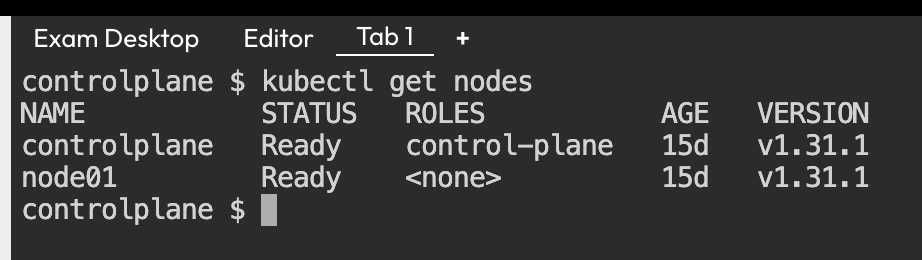 Exam Desktop Editor Tab 1 +
controlplane $ kubectl get nodes
NAME STATUS ROLES AGE VERSION
controlplane Ready control-plane 15d v1.31.1
node01 Ready <none> 15d v1.31.1
controlplane $